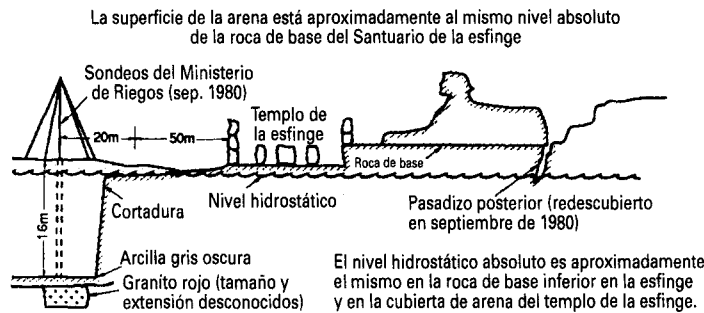 La superficie de la arena está aproximadamente al mismo nivel absoluto
de la roca de base del Santuario de la esfinge
Sondeos del Ministerio
de Riegos (sep. 1980)
20m
50m
Templo de
la esfinge
Roca de base
Cortadura
Nivel hidrostático
Pasadizo posterior (redescubierto
en septiembre de 1980)
16m
Arcilla gris oscura
Granito rojo (tamaño y
extensión desconocidos)
El nivel hidrostático absoluto es aproximadamente
el mismo en la roca de base inferior en la esfinge
y en la cubierta de arena del templo de la esfinge.